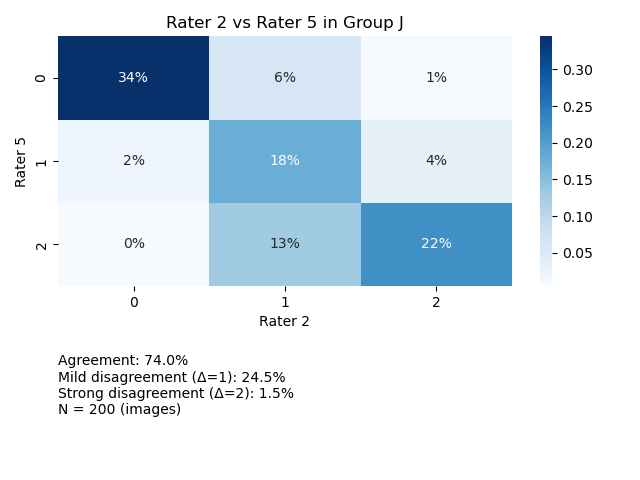 Rater 2 vs Rater 5 in Group J
0 34% 6% 1%
1 2% 18% 4%
2 0% 13% 22%
0 1 2
Rater 2
Rater 5
0.30
0.25
0.20
0.15
0.10
0.05
Agreement: 74.0%
Mild disagreement (Δ=1): 24.5%
Strong disagreement (Δ=2): 1.5%
N = 200 (images)